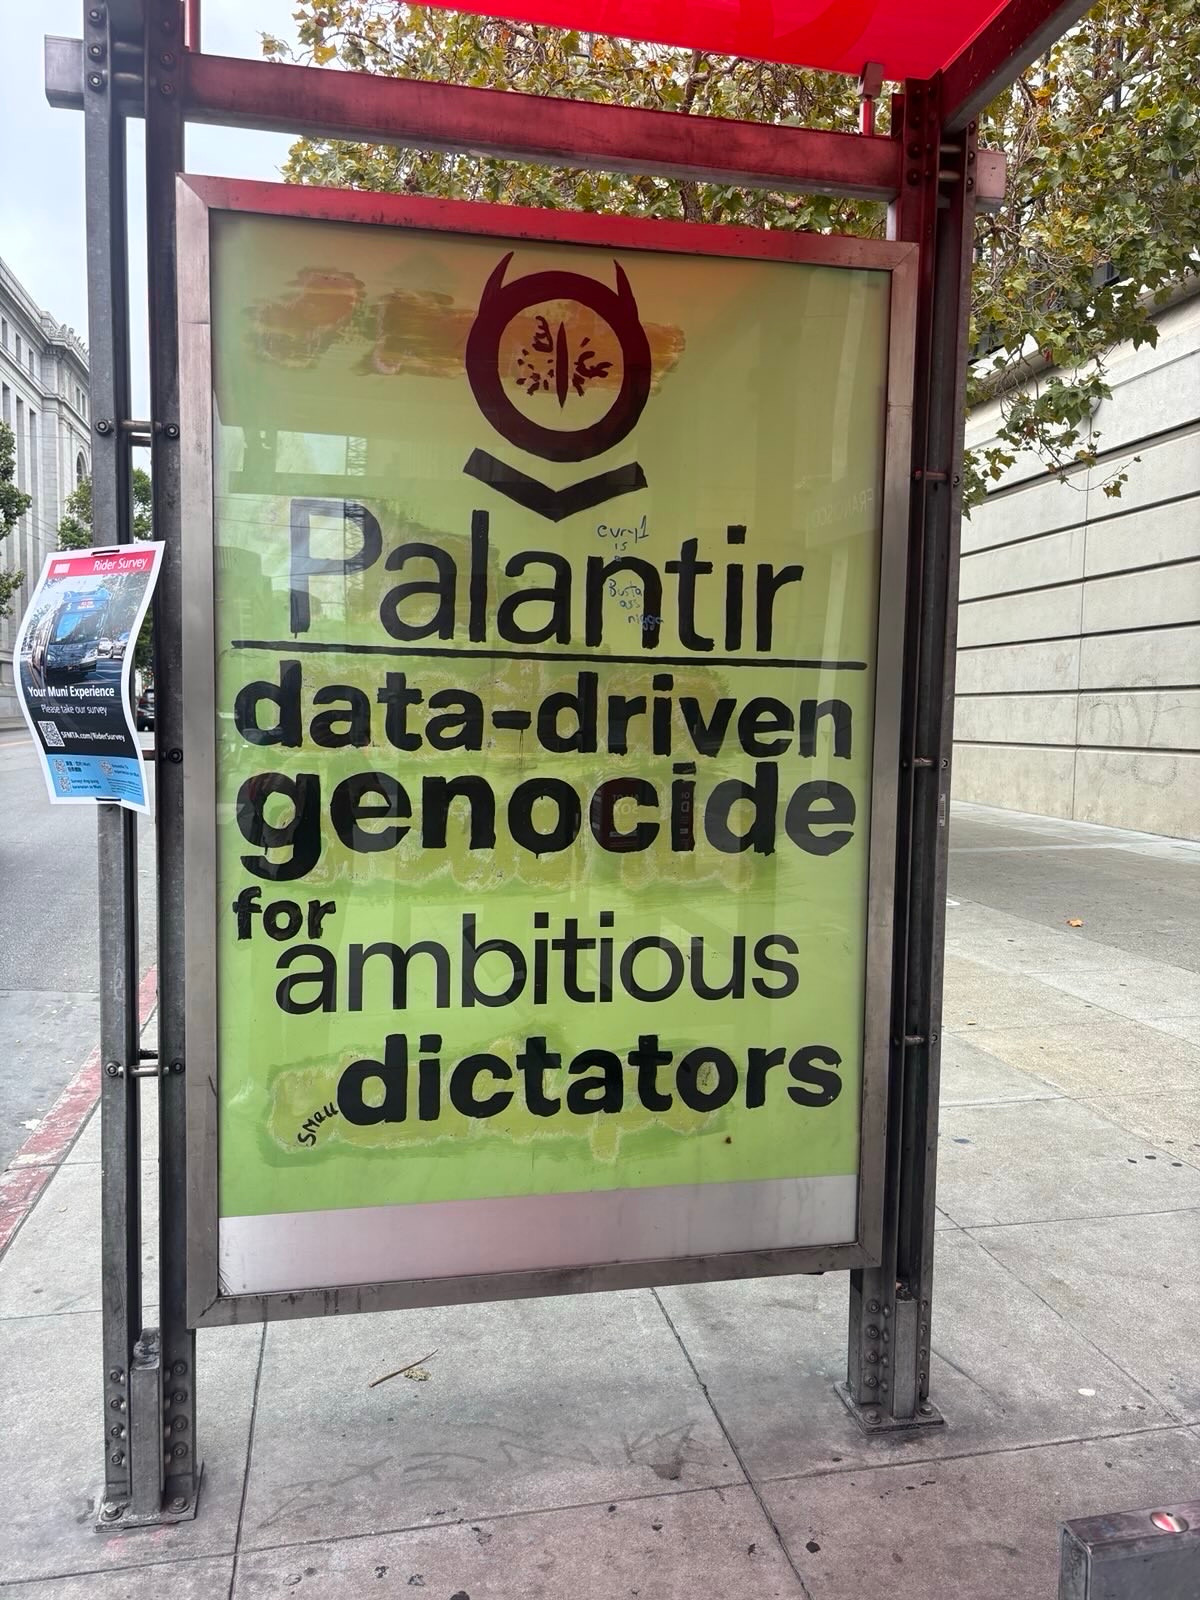 Palantir
curry1
is
a
Busta
ass
nigga
data-driven
genocide
for
ambitious
small
dictators
Rider Survey
Your Muni Experience
Please take our survey
SFMTA.com/RiderSurvey